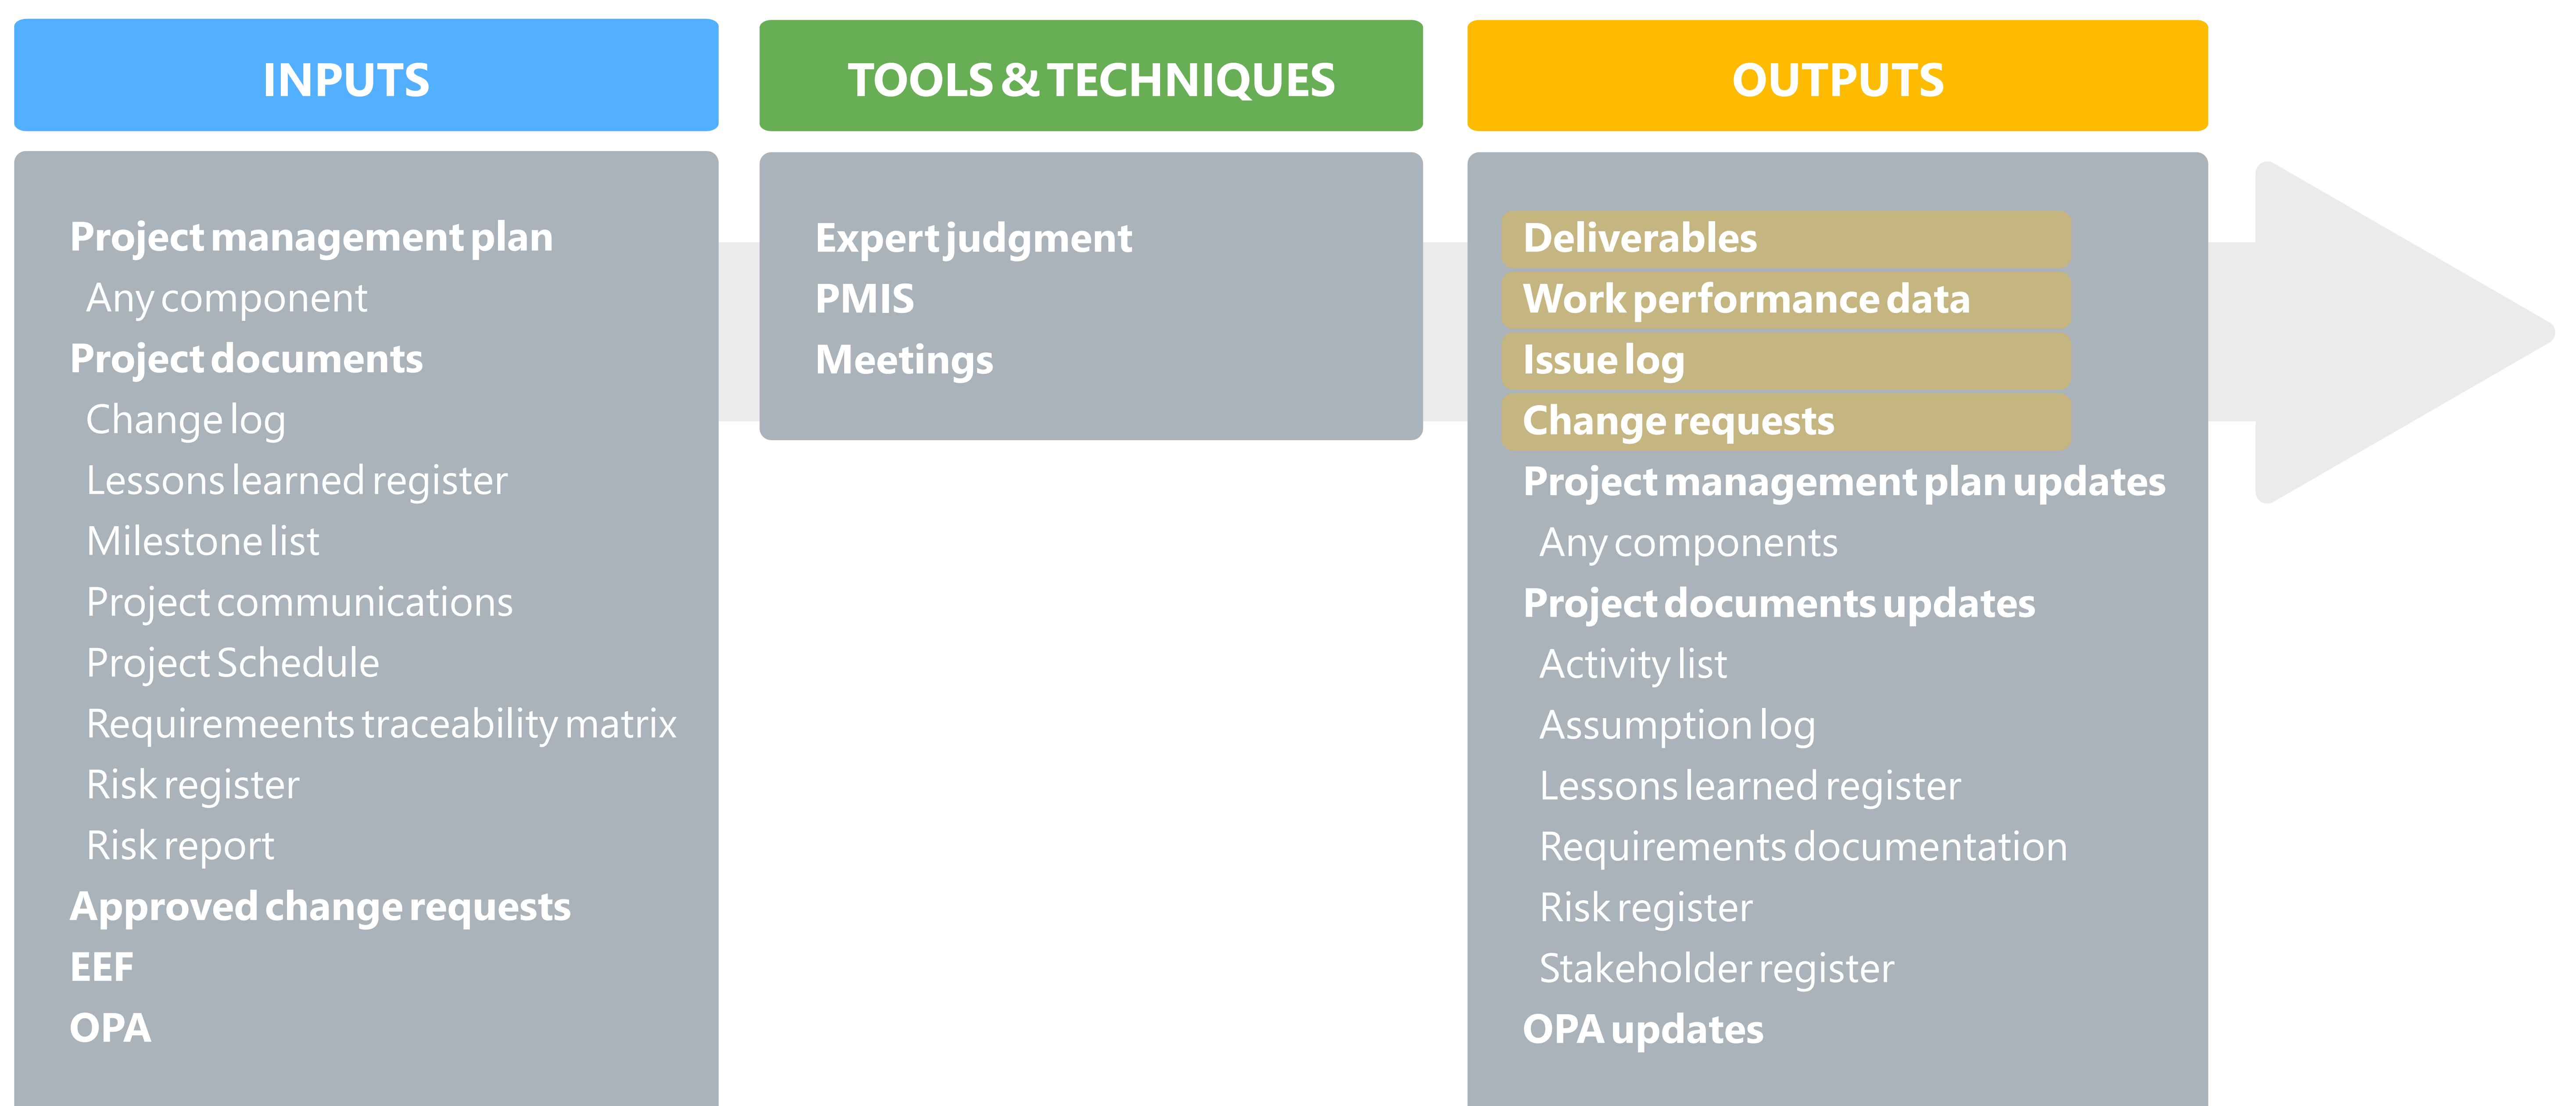 INPUTS
Project management plan
Any component
Project documents
Change log
Lessons learned register
Milestone list
Project communications
Project Schedule
Requiremeents traceability matrix
Risk register
Risk report
Approved change requests
EEF
OPA
TOOLS & TECHNIQUES
Expert judgment
PMIS
Meetings
OUTPUTS
Deliverables
Work performance data
Issue log
Change requests
Project management plan updates
Any components
Project documents updates
Activity list
Assumption log
Lessons learned register
Requirements documentation
Risk register
Stakeholder register
OPA updates